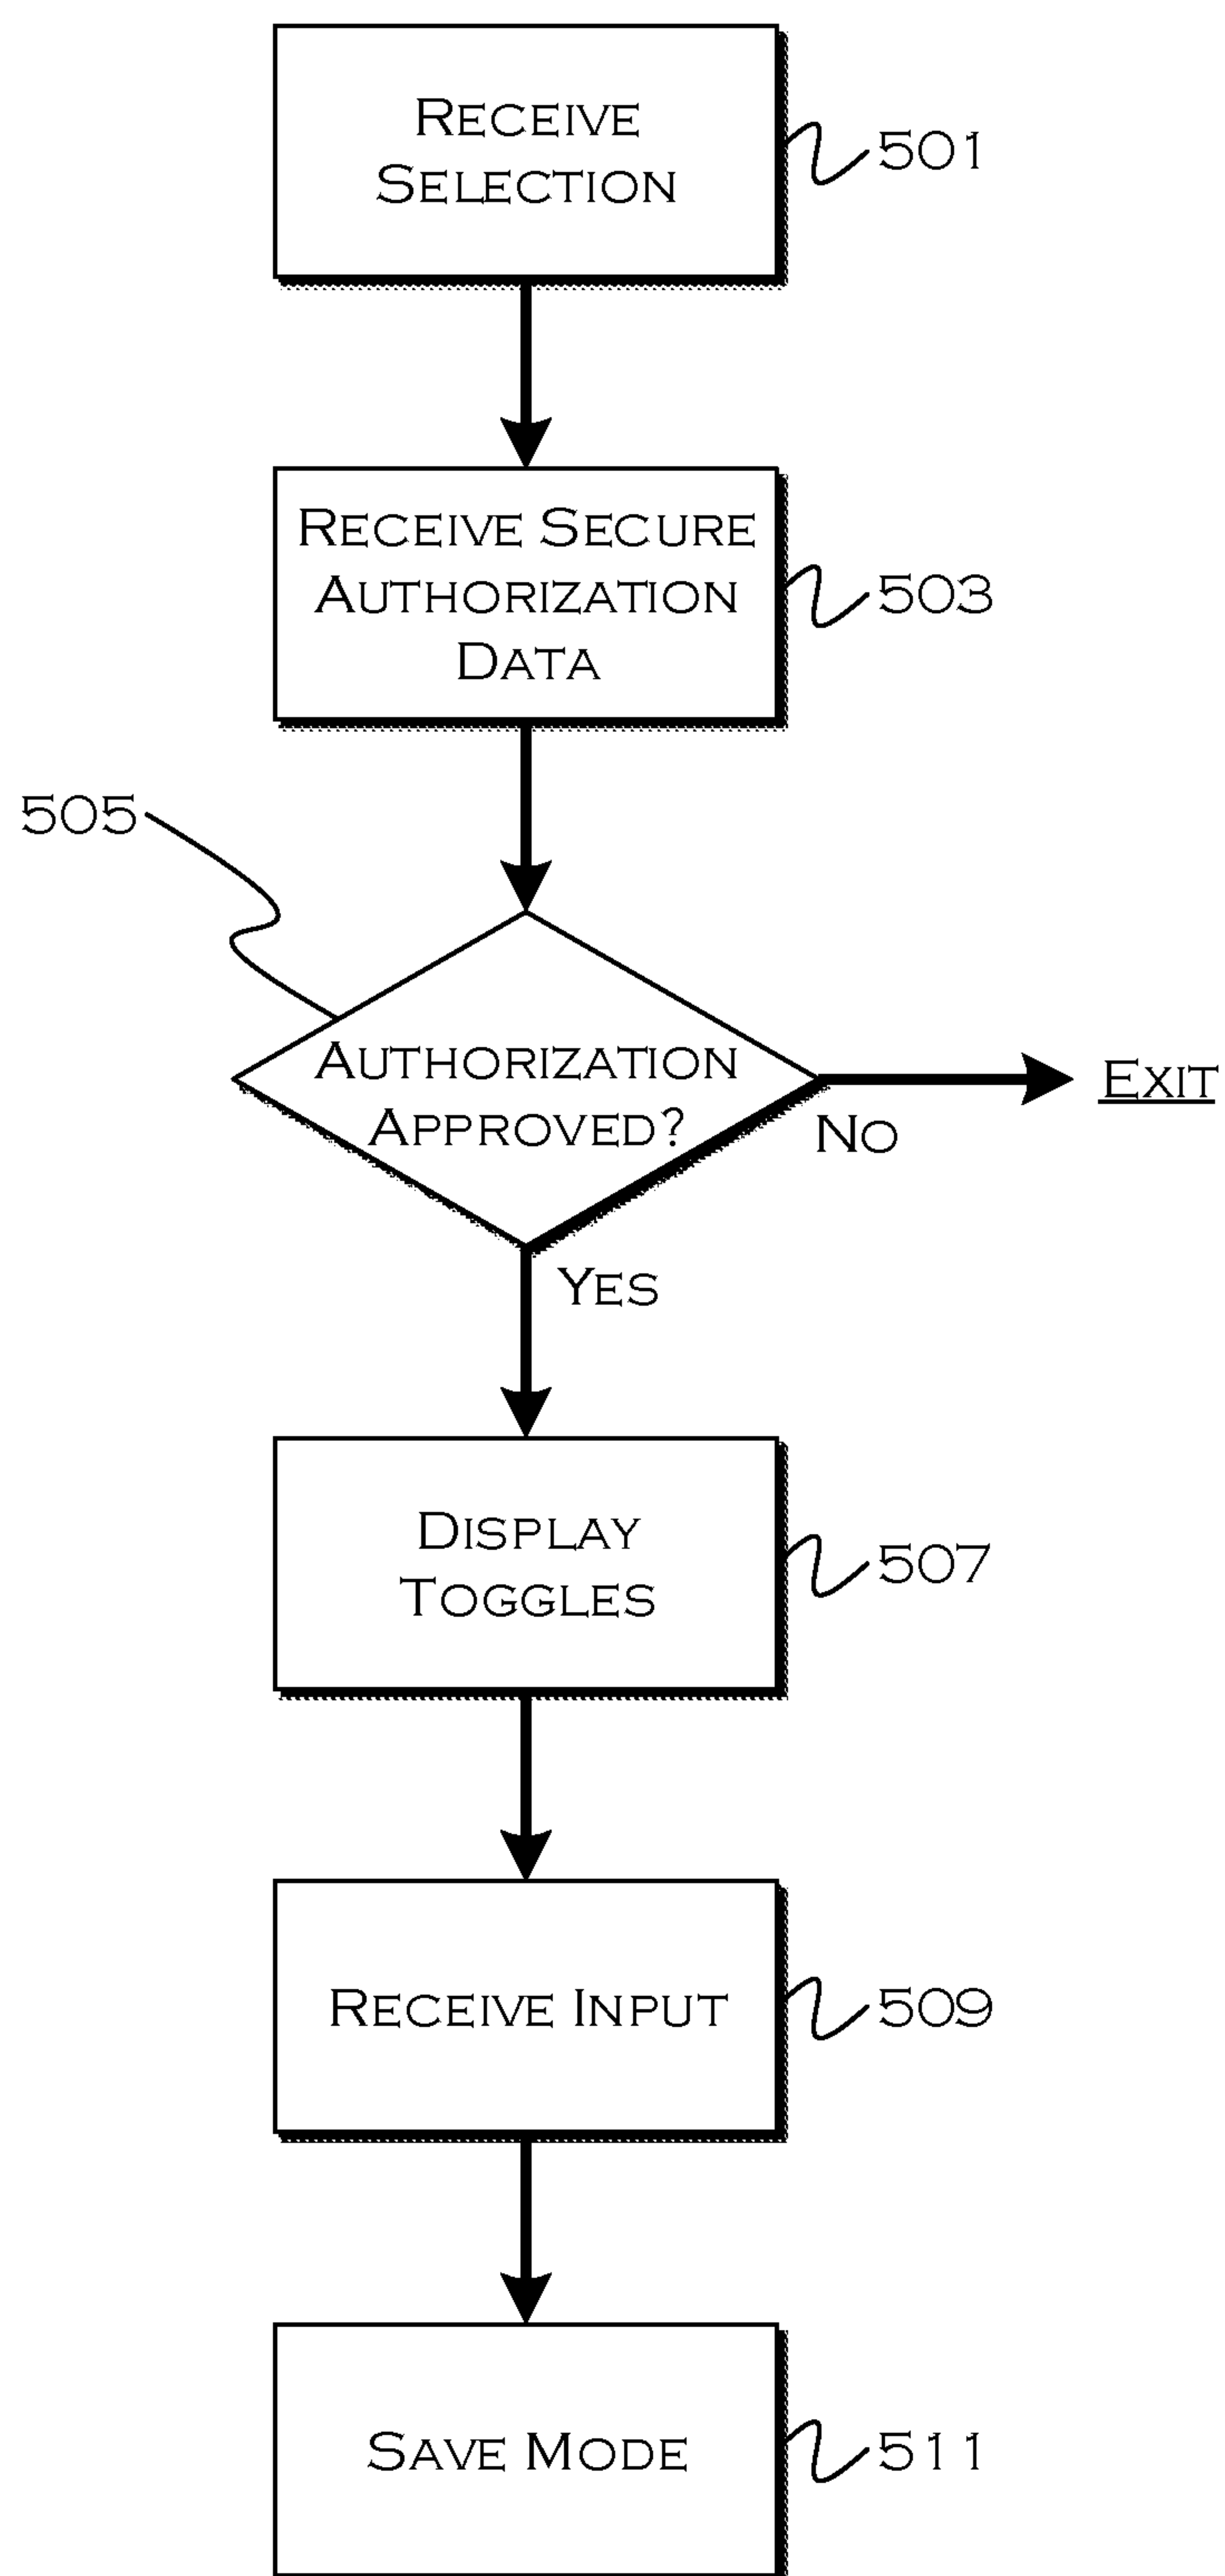 Receive
Selection
501
Receive Secure
Authorization
Data
503
505
Authorization
Approved?
Exit
No
Yes
Display
Toggles
507
Receive Input
509
Save Mode
511